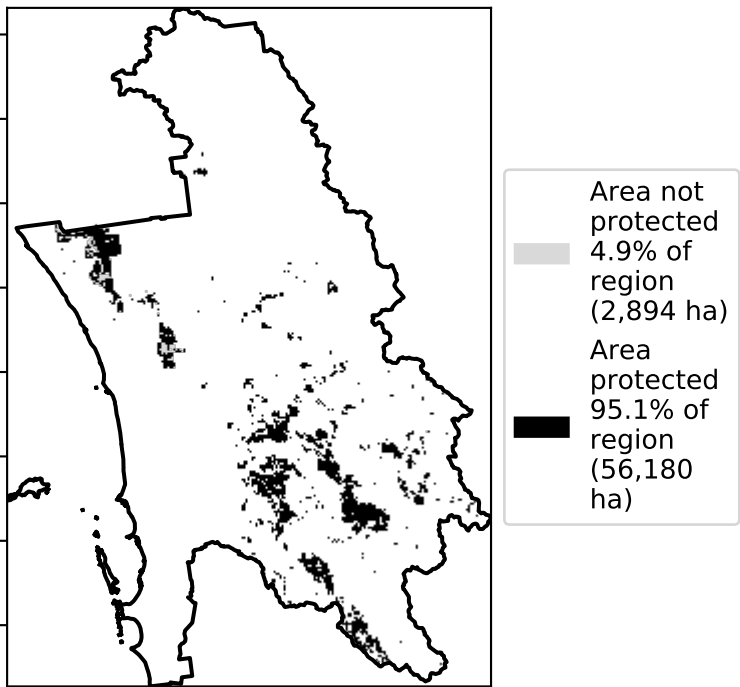 Area not
protected
4.9% of
region
(2,894 ha)
Area
protected
95.1% of
region
(56,180
ha)